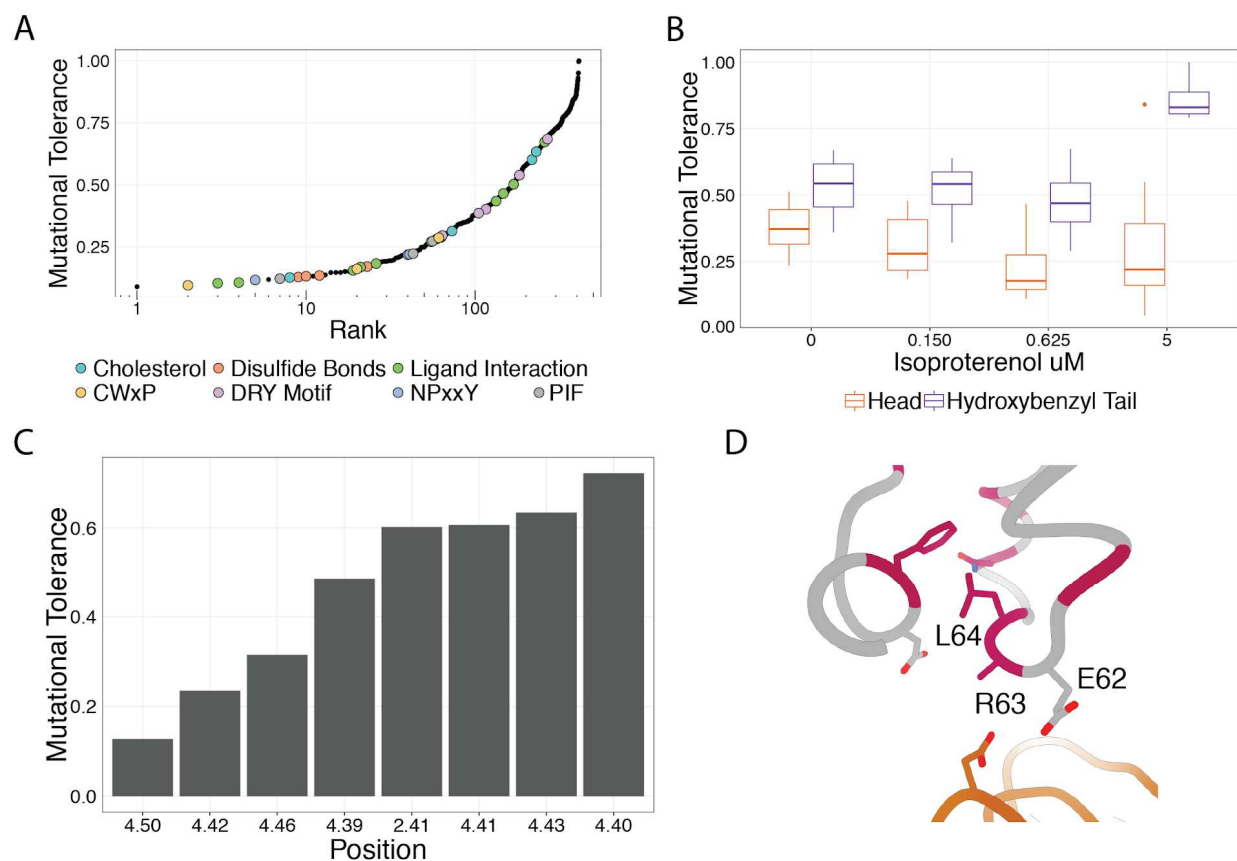 A
Mutational Tolerance
1.00
0.75
0.50
0.25
1 10 100
Rank
Cholesterol Disulfide Bonds Ligand Interaction
CWxP DRY Motif NPxxY PIF
B
Mutational Tolerance
1.00
0.75
0.50
0.25
0.00
0 0.150 0.625 5
Isoproterenol uM
Head Hydroxybenzyl Tail
C
Mutational Tolerance
0.6
0.4
0.2
0.0
4.50 4.42 4.46 4.39 2.41 4.41 4.43 4.40
Position
D
L64
E62
R63